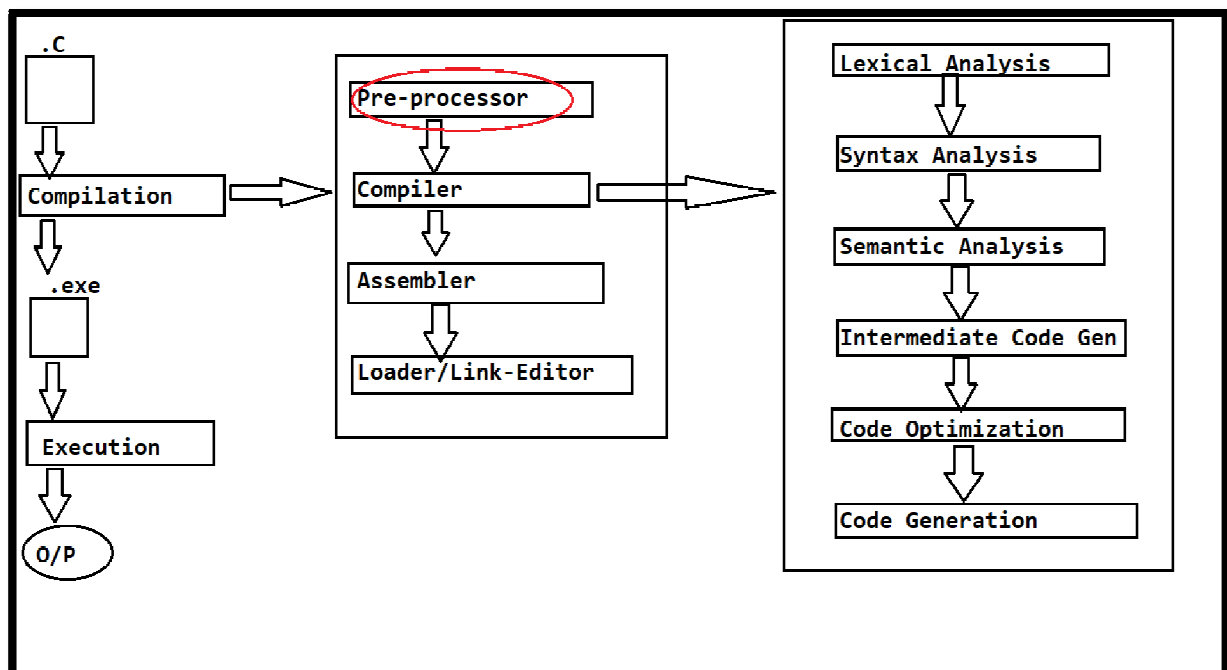 .C
Compilation
.exe
Execution
O/P
Pre-processor
Compiler
Assembler
Loader/Link-Editor
Lexical Analysis
Syntax Analysis
Semantic Analysis
Intermediate Code Gen
Code Optimization
Code Generation